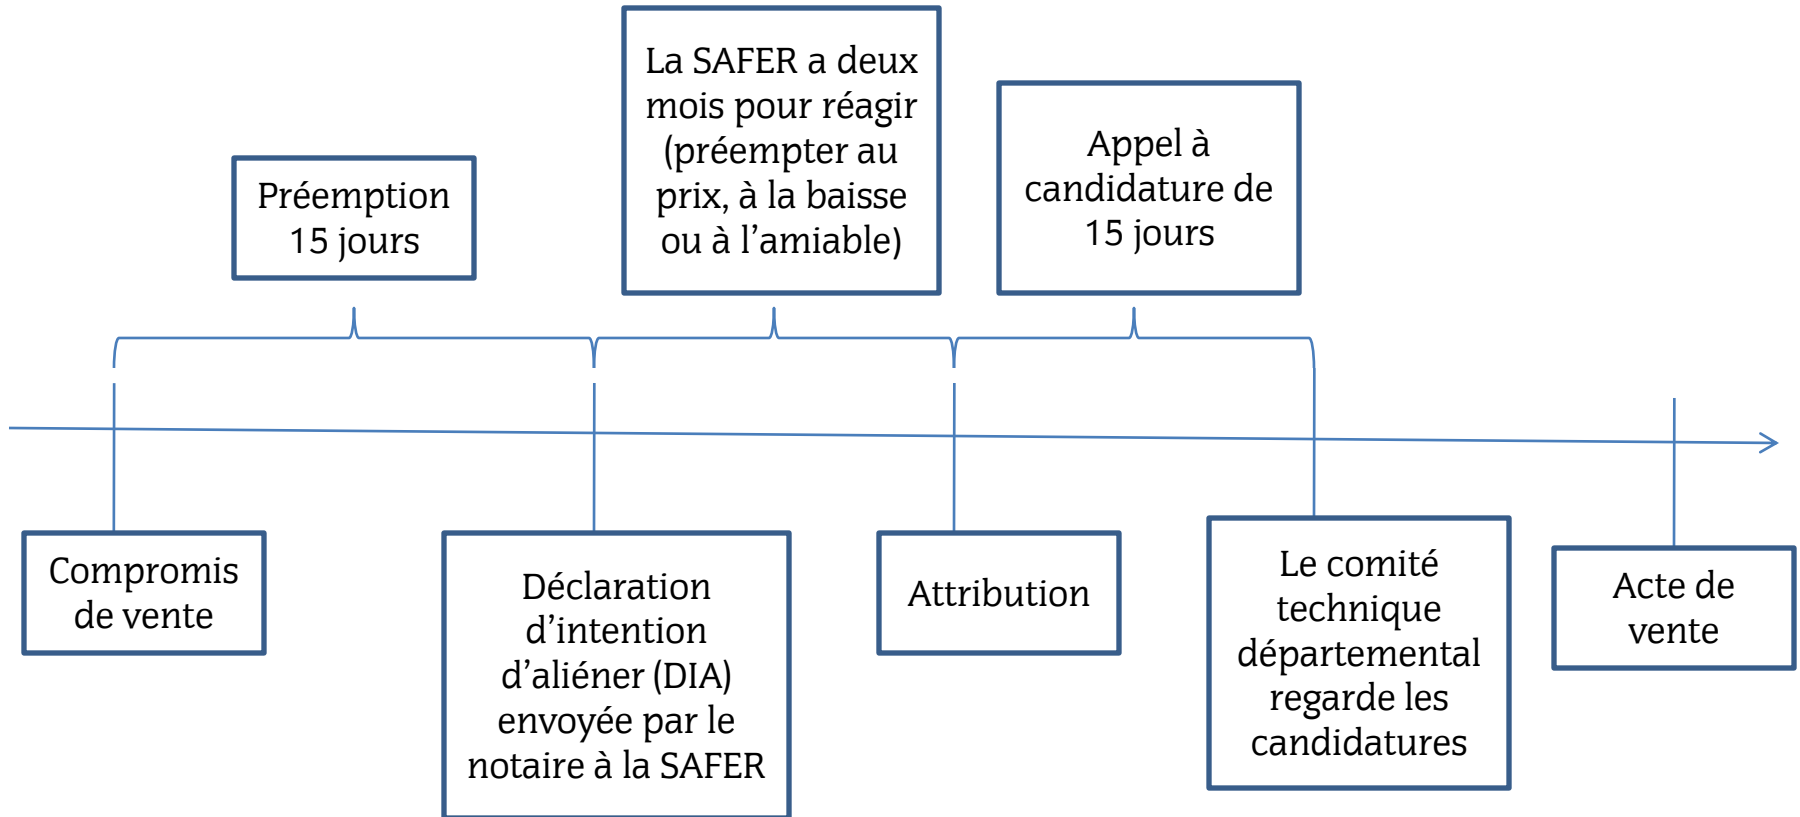 La SAFER a deux
mois pour réagir
(préempter au
prix, à la baisse
ou à l’amiable)
Appel à
candidature de
15 jours
Préemption
15 jours
Compromis
de vente
Déclaration
d’intention
d’aliéner (DIA)
envoyée par le
notaire à la SAFER
Attribution
Le comité
technique
départemental
regarde les
candidatures
Acte de
vente